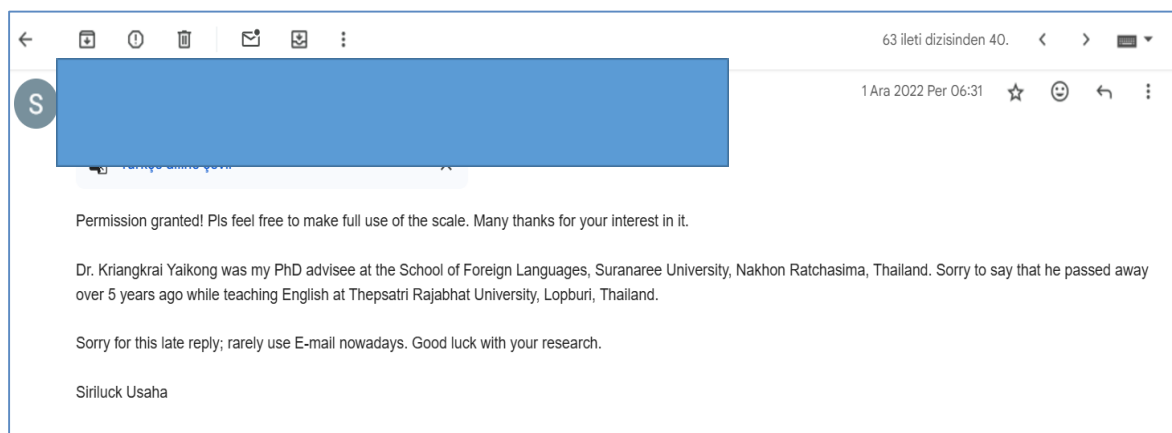 63 ileti dizisinden 40.
S
1 Ara 2022 Per 06:31
Permission granted! Pls feel free to make full use of the scale. Many thanks for your interest in it.
Dr. Kriangkrai Yaikong was my PhD advisee at the School of Foreign Languages, Suranaree University, Nakhon Ratchasima, Thailand. Sorry to say that he passed away
over 5 years ago while teaching English at Thepsatri Rajabhat University, Lopburi, Thailand.
Sorry for this late reply; rarely use E-mail nowadays. Good luck with your research.
Siriluck Usaha